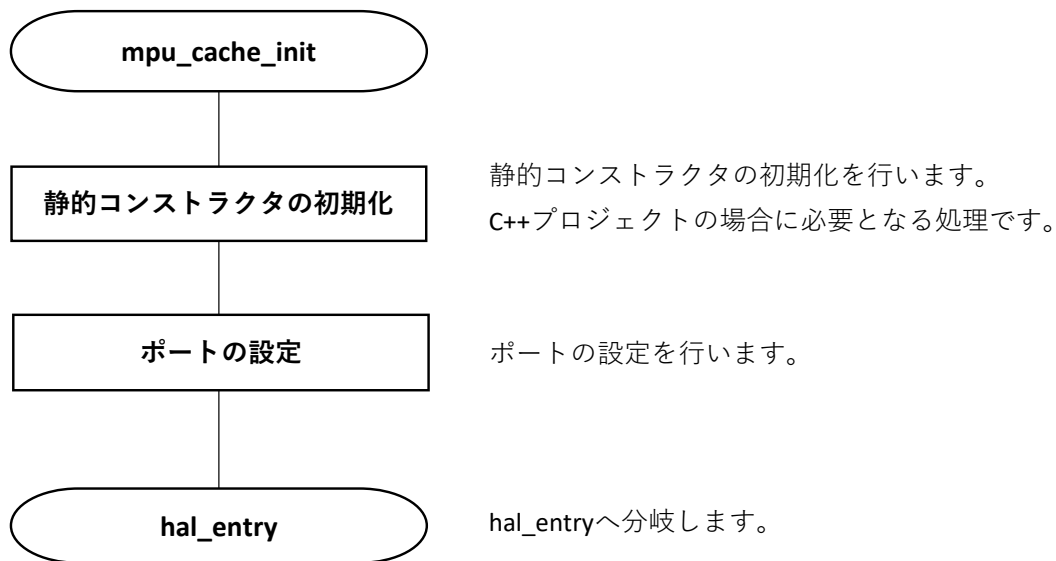 mpu_cache_init
静的コンストラクタの初期化
静的コンストラクタの初期化を行います。
C++プロジェクトの場合に必要となる処理です。
ポートの設定
ポートの設定を行います。
hal_entry
hal_entryへ分岐します。